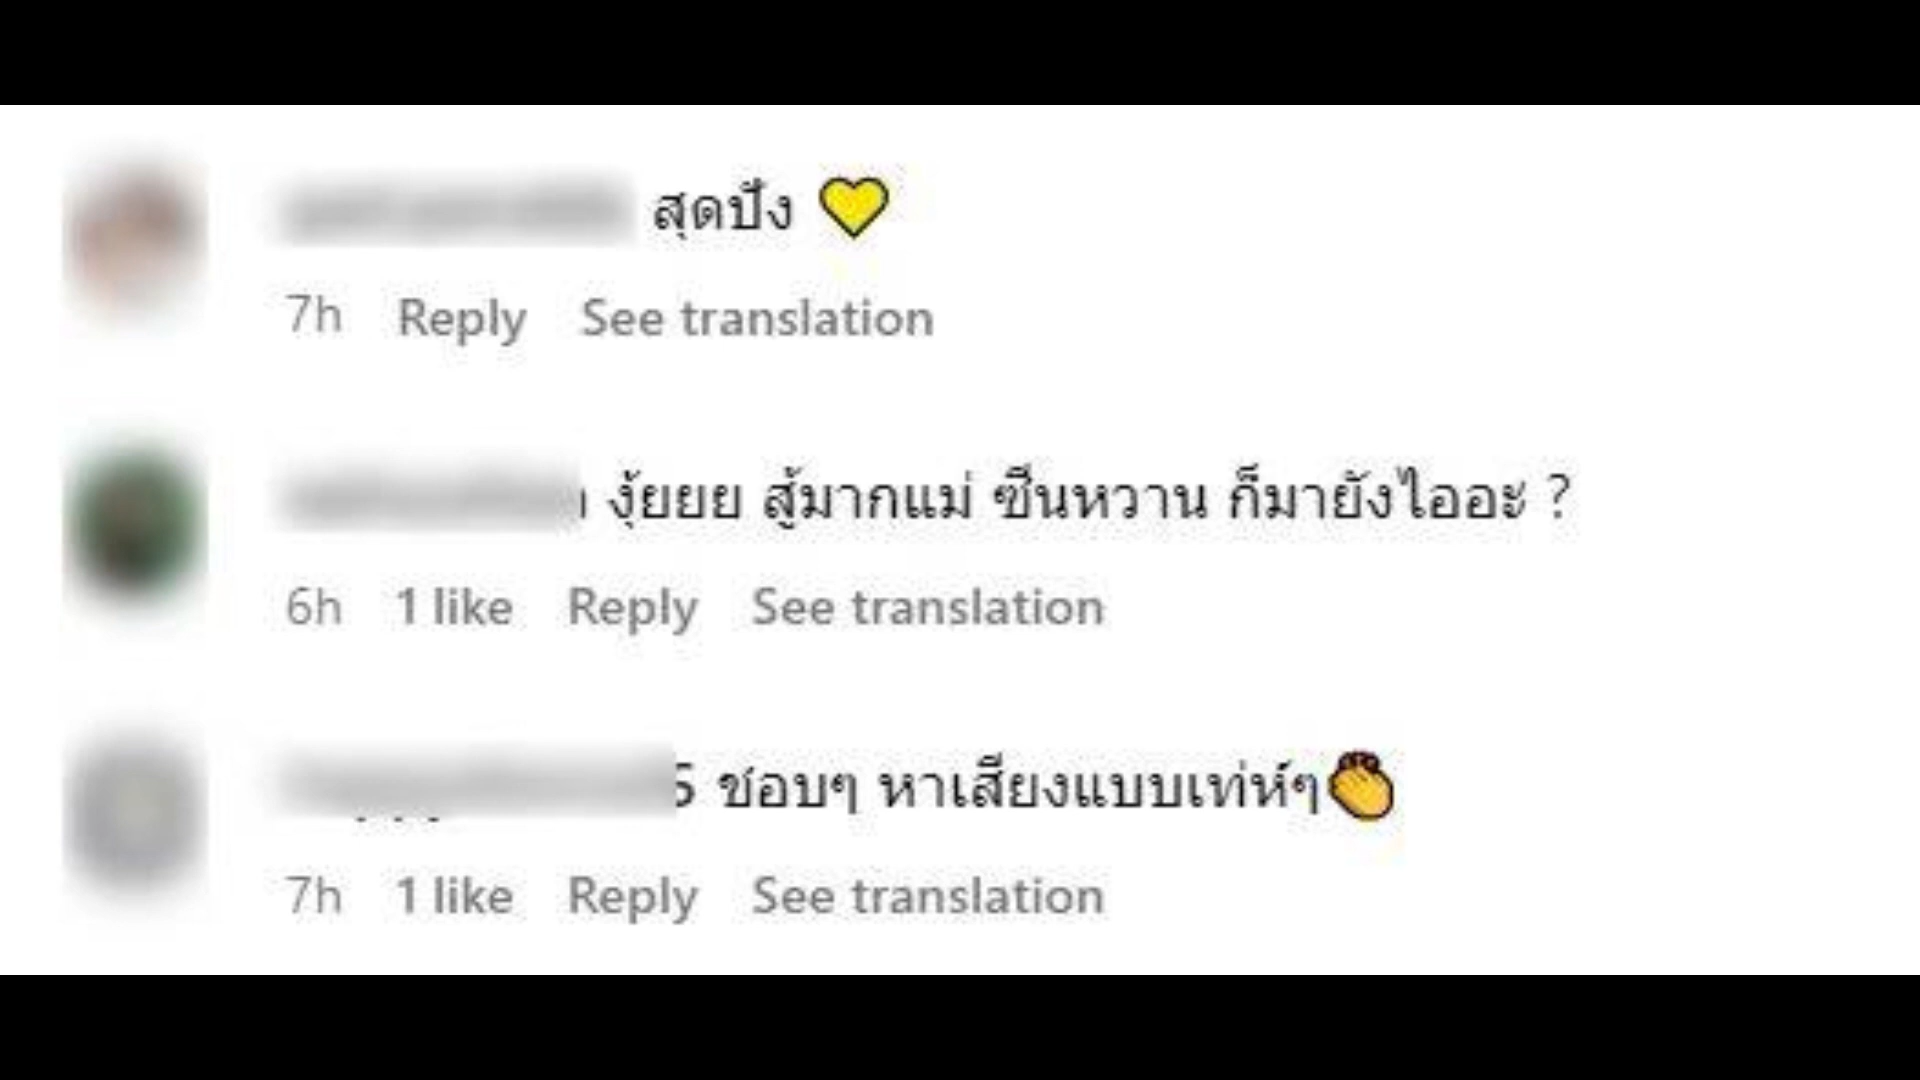 สุดปัง 💛
7h Reply See translation
งุ้ยยย สู้มากแม่ ซีนหวาน ก็มายังไออะ ?
6h 1 like Reply See translation
5 ชอบๆ หาเสียงแบบเท่ห์ๆ👏
7h 1 like Reply See translation